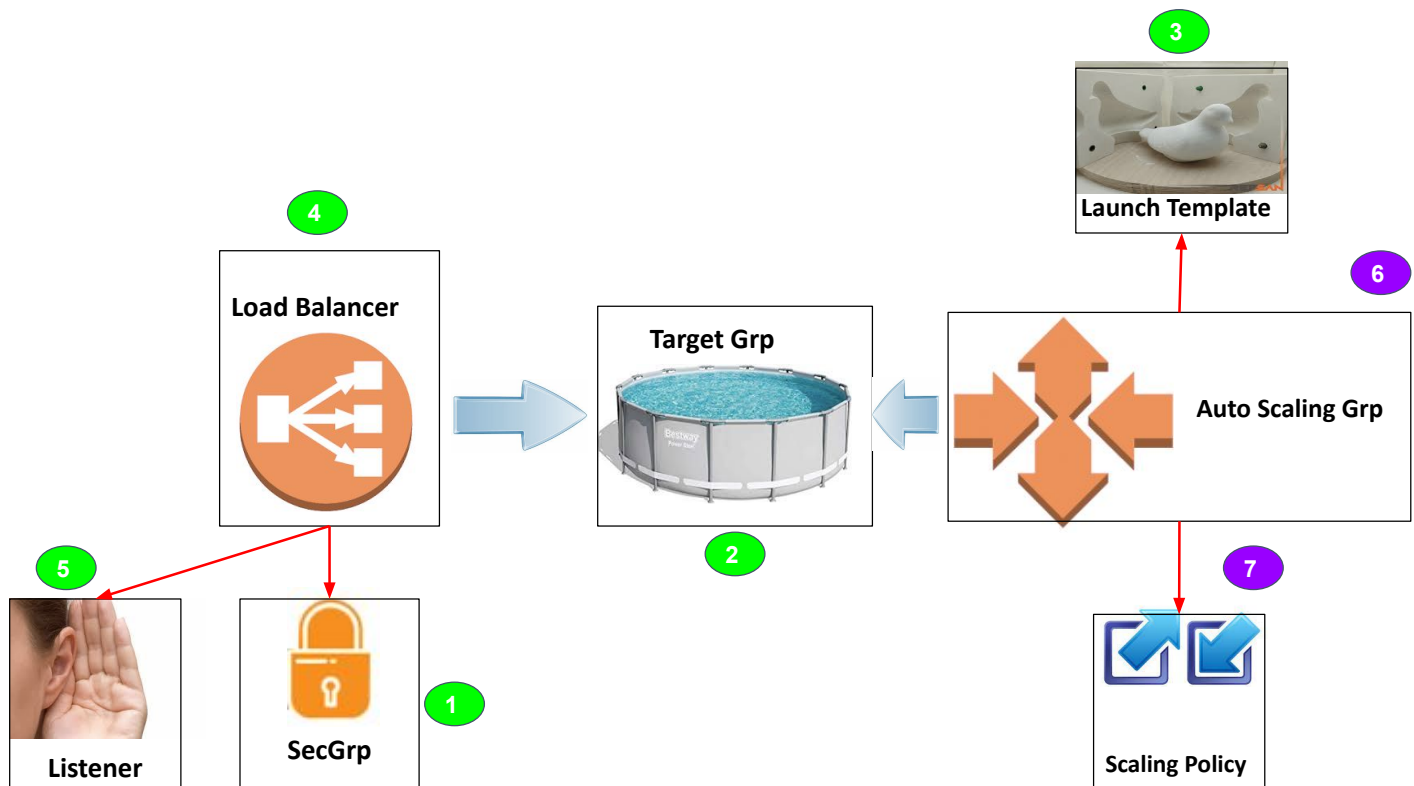 3
Launch Template
4
6
Load Balancer
Target Grp
Bestway
Auto Scaling Grp
5
2
7
1
SecGrp
Listener
Scaling Policy